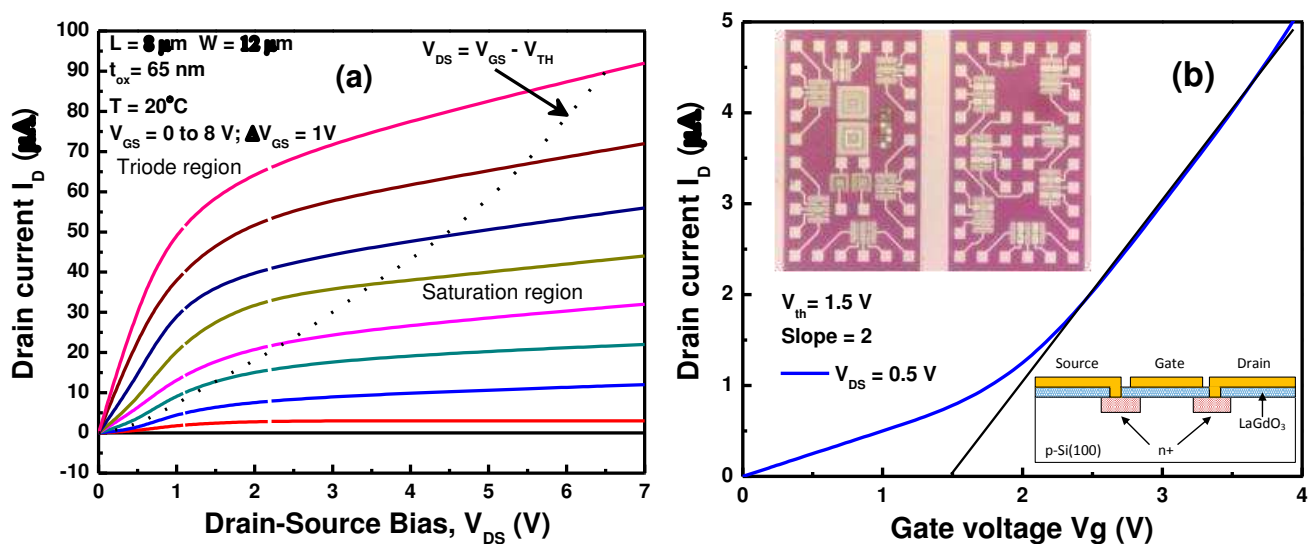 L = 8 μm W = 12 μm
t_ox = 65 nm
T = 20°C
V_GS = 0 to 8 V; ΔV_GS = 1V
Triode region
(a)
V_DS = V_GS - V_TH
Saturation region
100
90
80
70
60
50
40
30
20
10
0
-10
0 1 2 3 4 5 6 7
Drain current I_D (μA)
Drain-Source Bias, V_DS (V)
(b)
V_th = 1.5 V
Slope = 2
V_DS = 0.5 V
Source Gate Drain
LaGdO₃
p-Si(100)
n+
5
4
3
2
1
0
0 1 2 3 4
Drain current I_D (μA)
Gate voltage Vg (V)